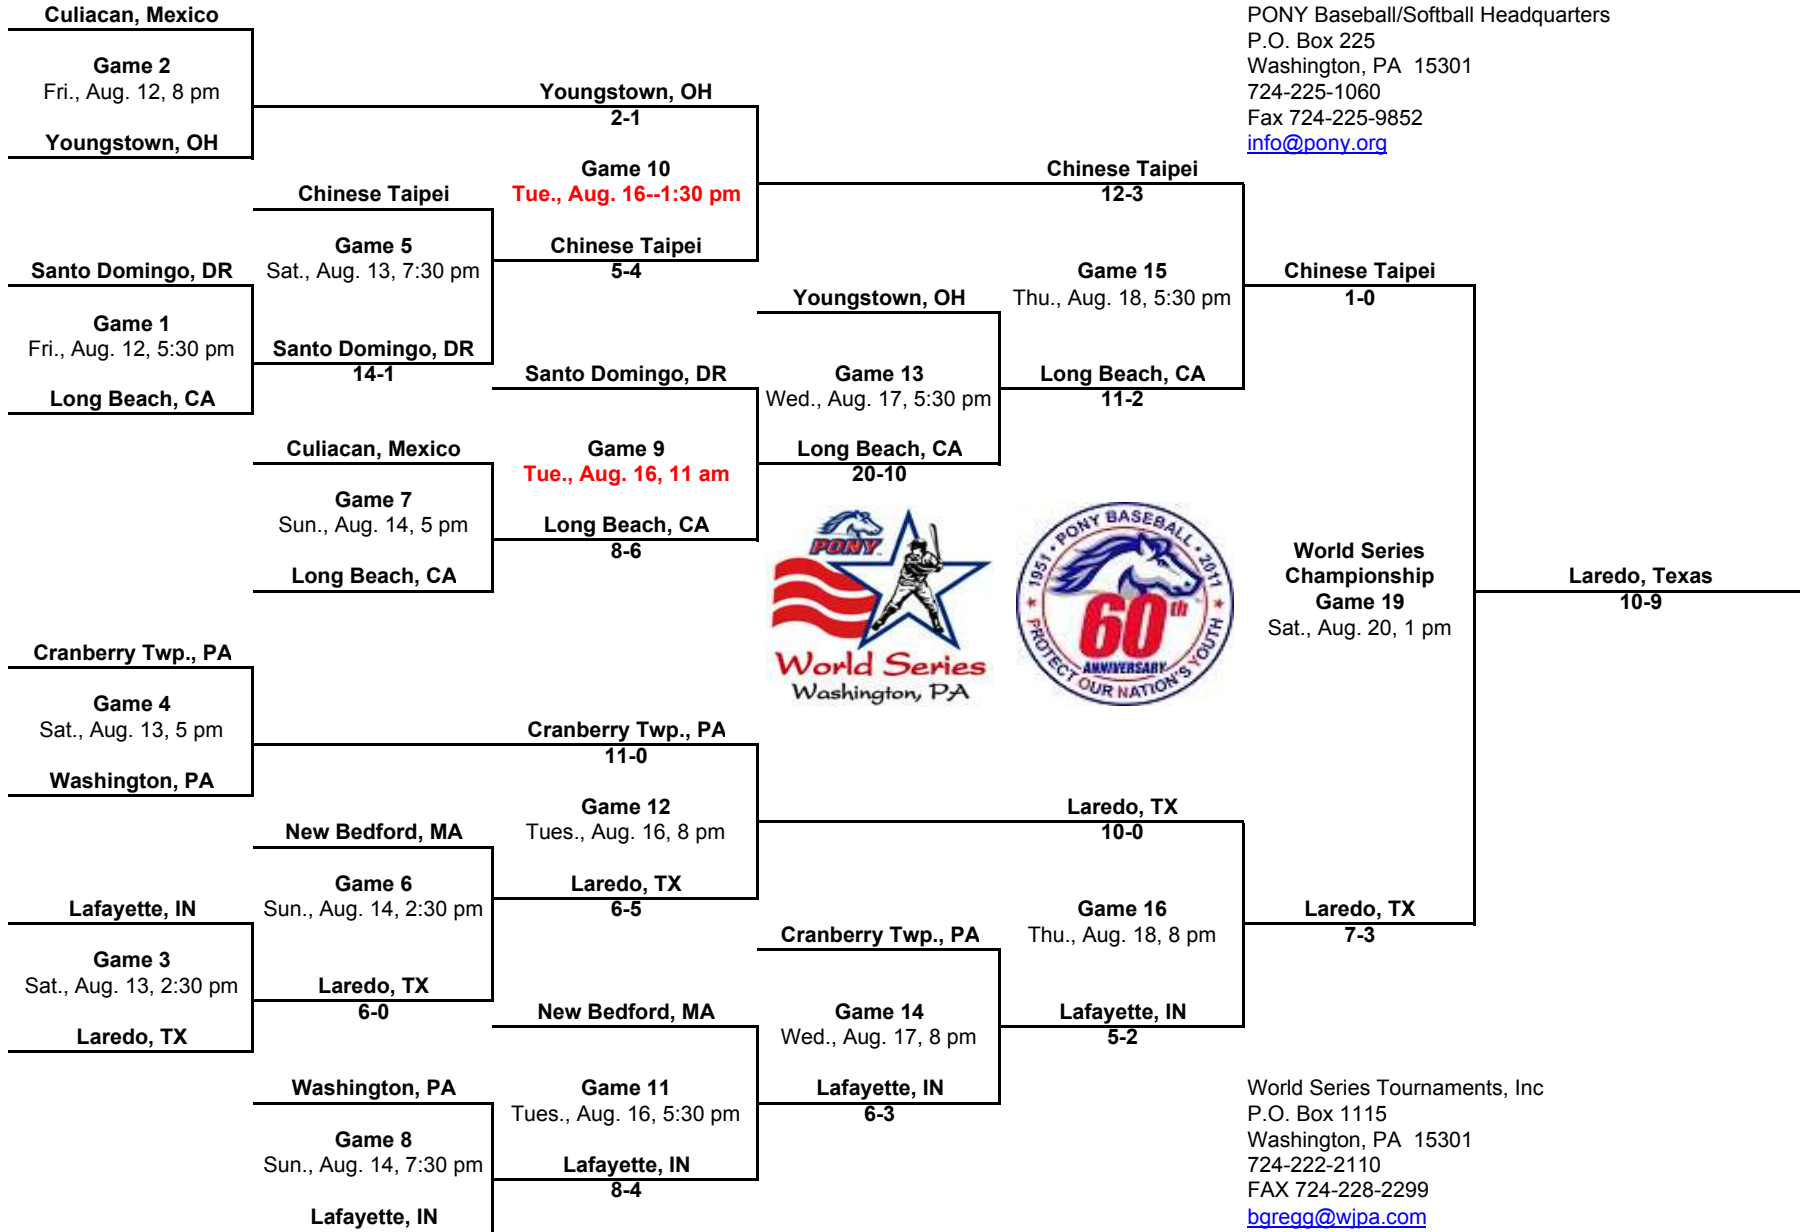 Culiacan, Mexico
Game 2
Fri., Aug. 12, 8 pm
Youngstown, OH
Santo Domingo, DR
Game 1
Fri., Aug. 12, 5:30 pm
Long Beach, CA
Cranberry Twp., PA
Game 4
Sat., Aug. 13, 5 pm
Washington, PA
Lafayette, IN
Game 3
Sat., Aug. 13, 2:30 pm
Laredo, TX
Chinese Taipei
Game 5
Sat., Aug. 13, 7:30 pm
Santo Domingo, DR
14-1
Culiacan, Mexico
Game 7
Sun., Aug. 14, 5 pm
Long Beach, CA
New Bedford, MA
Game 6
Sun., Aug. 14, 2:30 pm
Laredo, TX
6-0
Washington, PA
Game 8
Sun., Aug. 14, 7:30 pm
Lafayette, IN
Youngstown, OH
2-1
Game 10
Tue., Aug. 16--1:30 pm
Chinese Taipei
5-4
Santo Domingo, DR
Game 9
Tue., Aug. 16, 11 am
Long Beach, CA
8-6
Cranberry Twp., PA
11-0
Game 12
Tues., Aug. 16, 8 pm
Laredo, TX
6-5
New Bedford, MA
Game 11
Tues., Aug. 16, 5:30 pm
Lafayette, IN
8-4
Youngstown, OH
Game 13
Wed., Aug. 17, 5:30 pm
Long Beach, CA
20-10
PONY
World Series
Washington, PA
Cranberry Twp., PA
Game 14
Wed., Aug. 17, 8 pm
Lafayette, IN
6-3
Chinese Taipei
12-3
Game 15
Thu., Aug. 18, 5:30 pm
Long Beach, CA
11-2
1951 • PONY BASEBALL • 2011
60th
ANNIVERSARY
PROTECT OUR NATION'S YOUTH
Laredo, TX
10-0
Game 16
Thu., Aug. 18, 8 pm
Lafayette, IN
5-2
PONY Baseball/Softball Headquarters
P.O. Box 225
Washington, PA 15301
724-225-1060
Fax 724-225-9852
info@pony.org
Chinese Taipei
1-0
World Series
Championship
Game 19
Sat., Aug. 20, 1 pm
Laredo, TX
7-3
Laredo, Texas
10-9
World Series Tournaments, Inc
P.O. Box 1115
Washington, PA 15301
724-222-2110
FAX 724-228-2299
bgregg@wjpa.com